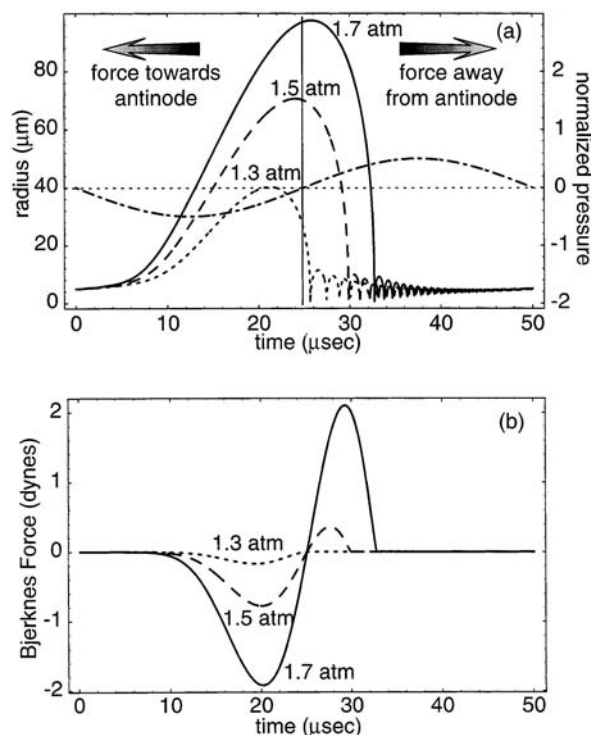 (a)
1.7 atm
force towards
antinode
force away
from antinode
1.5 atm
1.3 atm
radius (μm)
80
60
40
20
0
normalized pressure
2
1
0
-1
-2
0 10 20 30 40 50
time (μsec)
(b)
Bjerknes Force (dynes)
2
1
0
-1
-2
1.3 atm
1.5 atm
1.7 atm
0 10 20 30 40 50
time (μsec)